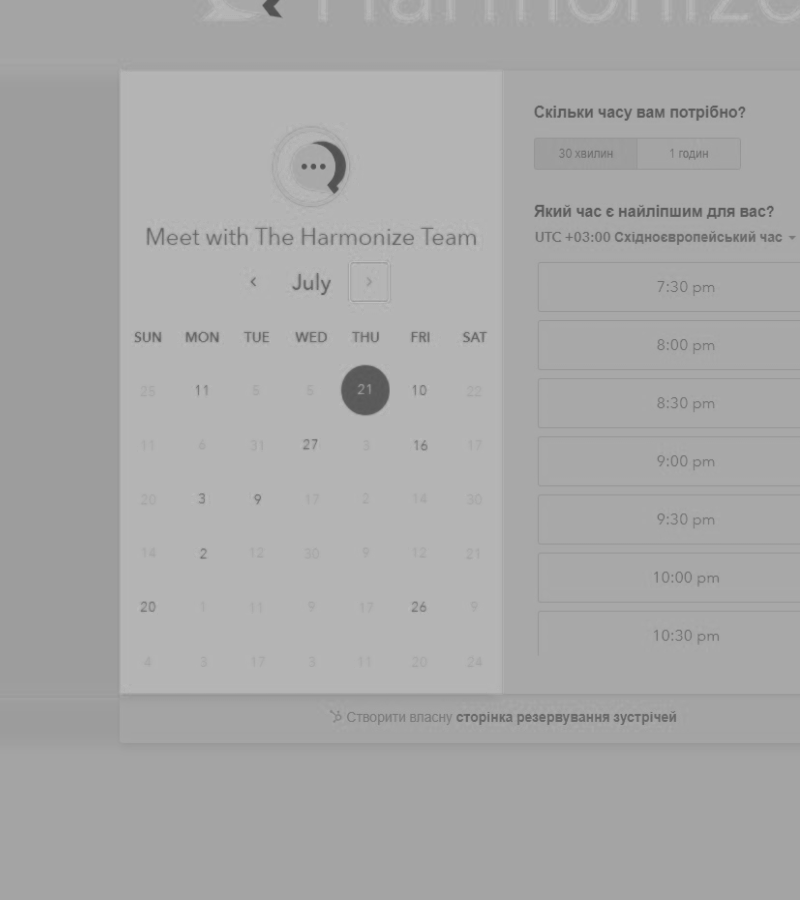 Harmonize
Meet with The Harmonize Team
July
SUN MON TUE WED THU FRI SAT
25 11 5 5 21 10 22
11 6 31 27 3 16 17
20 3 9 17 2 14 30
14 2 12 30 9 12 21
20 1 11 9 17 26 9
4 3 17 3 11 20 24
Скільки часу вам потрібно?
30 хвилин 1 годин
Який час є найліпшим для вас?
UTC +03:00 Східноєвропейський час
7:30 pm
8:00 pm
8:30 pm
9:00 pm
9:30 pm
10:00 pm
10:30 pm
Створити власну сторінка резервування зустрічей